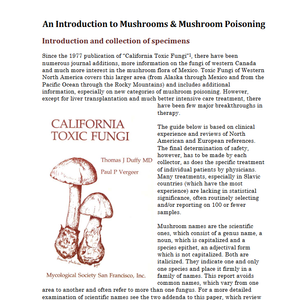 An Introduction to Mushrooms & Mushroom Poisoning
Introduction and collection of specimens
Since the 1977 publication of "California Toxic Fungi"¹, there have been
numerous journal additions, more information on the fungi of western Canada
and much more interest in the mushroom flora of Mexico. Toxic Fungi of Western
North America covers this larger area (from Alaska through Mexico and from the
Pacific Ocean through the Rocky Mountains) and includes additional
information, especially on new categories of mushroom poisoning. However,
except for liver transplantation and much better intensive care treatment, there
have been few major breakthroughs in
therapy.
CALIFORNIA
TOXIC FUNGI
Thomas J Duffy MD
Paul P Vergeer
Mycological Society San Francisco, Inc.
The guide below is based on clinical
experience and reviews of North
American and European references.
The final determination of safety,
however, has to be made by each
collector, as does the specific treatment
of individual patients by physicians.
Many treatments, especially in Slavic
countries (which have the most
experience) are lacking in statistical
significance, often routinely selecting
and/or reporting on 100 or fewer
samples.
Mushroom names are the scientific
ones, which consist of a genus name, a
noun, which is capitalized and a
species epithet, an adjectival form
which is not capitalized. Both are
italicized. They indicate one and only
one species and place it firmly in a
family of names. This report avoids
common names, which vary from one
area to another and often refer to more than one fungus. For a more detailed
examination of scientific names see the two addenda to this paper, which review